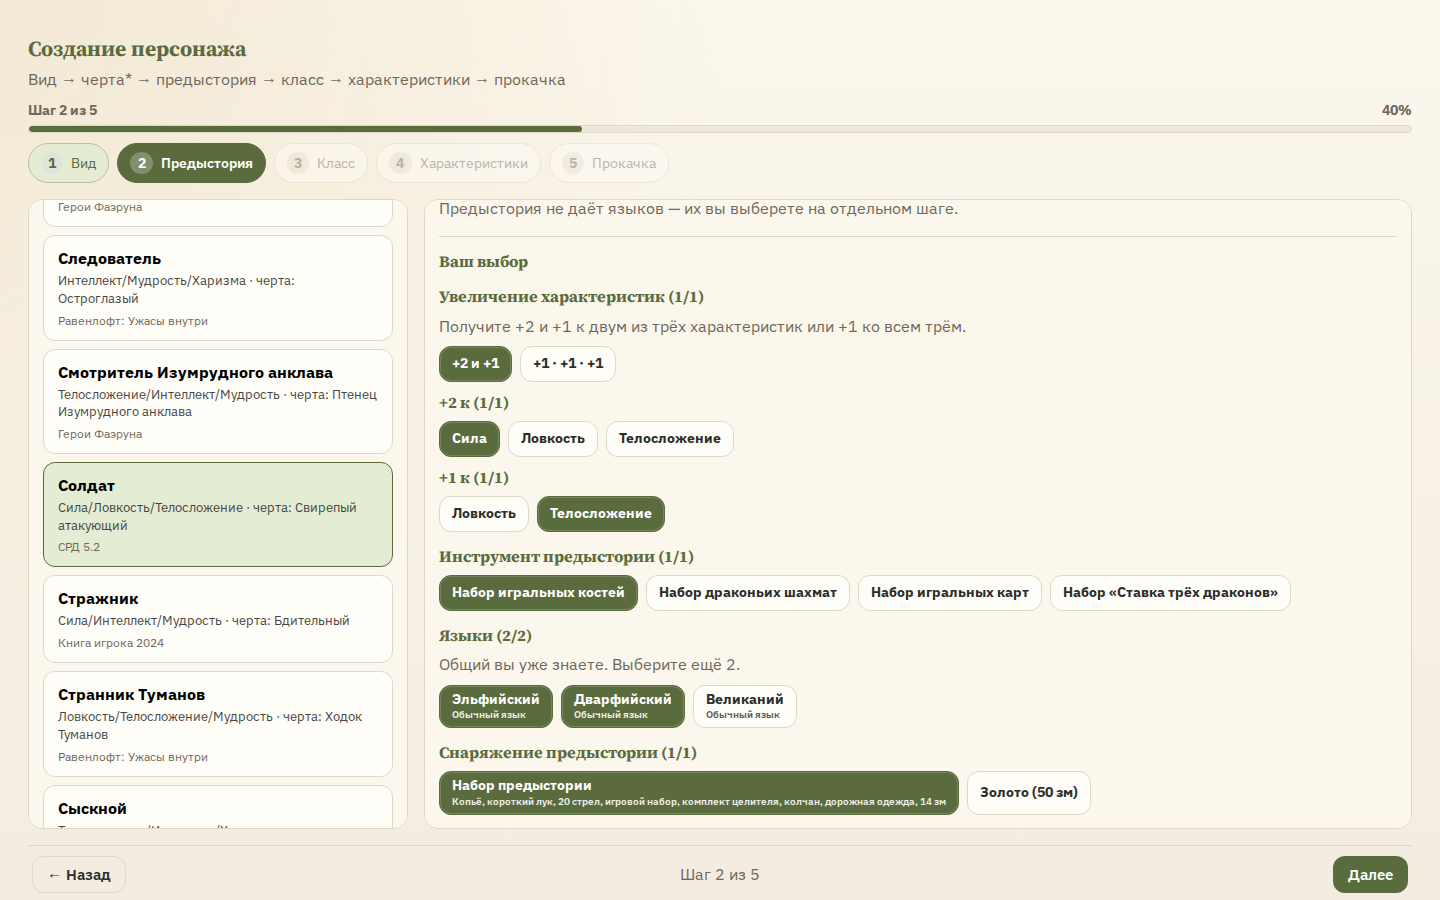 Создание персонажа
Вид → черта* → предыстория → класс → характеристики → прокачка
Шаг 2 из 5
40%
1 Вид
2 Предыстория
3 Класс
4 Характеристики
5 Прокачка
Герои Фаэруна
Следователь
Интеллект/Мудрость/Харизма · черта:
Остроглазый
Равенлофт: Ужасы внутри
Смотритель Изумрудного анклава
Телосложение/Интеллект/Мудрость · черта: Птенец
Изумрудного анклава
Герои Фаэруна
Солдат
Сила/Ловкость/Телосложение · черта: Свирепый
атакующий
СРД 5.2
Стражник
Сила/Интеллект/Мудрость · черта: Бдительный
Книга игрока 2024
Странник Туманов
Ловкость/Телосложение/Мудрость · черта: Ходок
Туманов
Равенлофт: Ужасы внутри
Сыскной
Предыстория не даёт языков — их вы выберете на отдельном шаге.
Ваш выбор
Увеличение характеристик (1/1)
Получите +2 и +1 к двум из трёх характеристик или +1 ко всем трём.
+2 и +1
+1 · +1 · +1
+2 к (1/1)
Сила
Ловкость
Телосложение
+1 к (1/1)
Ловкость
Телосложение
Инструмент предыстории (1/1)
Набор игральных костей
Набор драконьих шахмат
Набор игральных карт
Набор «Ставка трёх драконов»
Языки (2/2)
Общий вы уже знаете. Выберите ещё 2.
Эльфийский
Обычный язык
Дварфийский
Обычный язык
Великаний
Обычный язык
Снаряжение предыстории (1/1)
Набор предыстории
Копьё, короткий лук, 20 стрел, игровой набор, комплект целителя, колчан, дорожная одежда, 14 зм
Золото (50 зм)
← Назад
Шаг 2 из 5
Далее